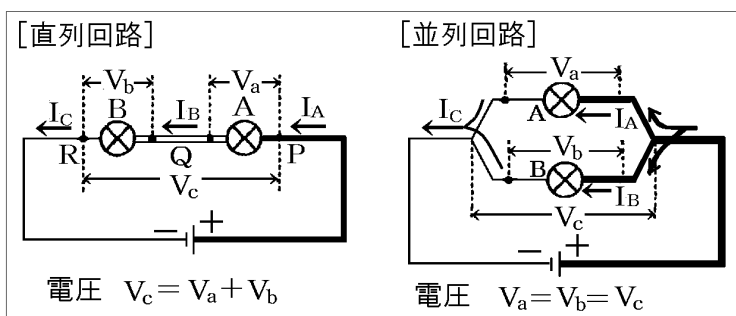 [直列回路]
Vb Va
IC B IB A IA
R Q P
Vc
− +
電圧 Vc = Va + Vb
[並列回路]
Va
IC A IA
Vb
B IB
Vc
− +
電圧 Va = Vb = Vc